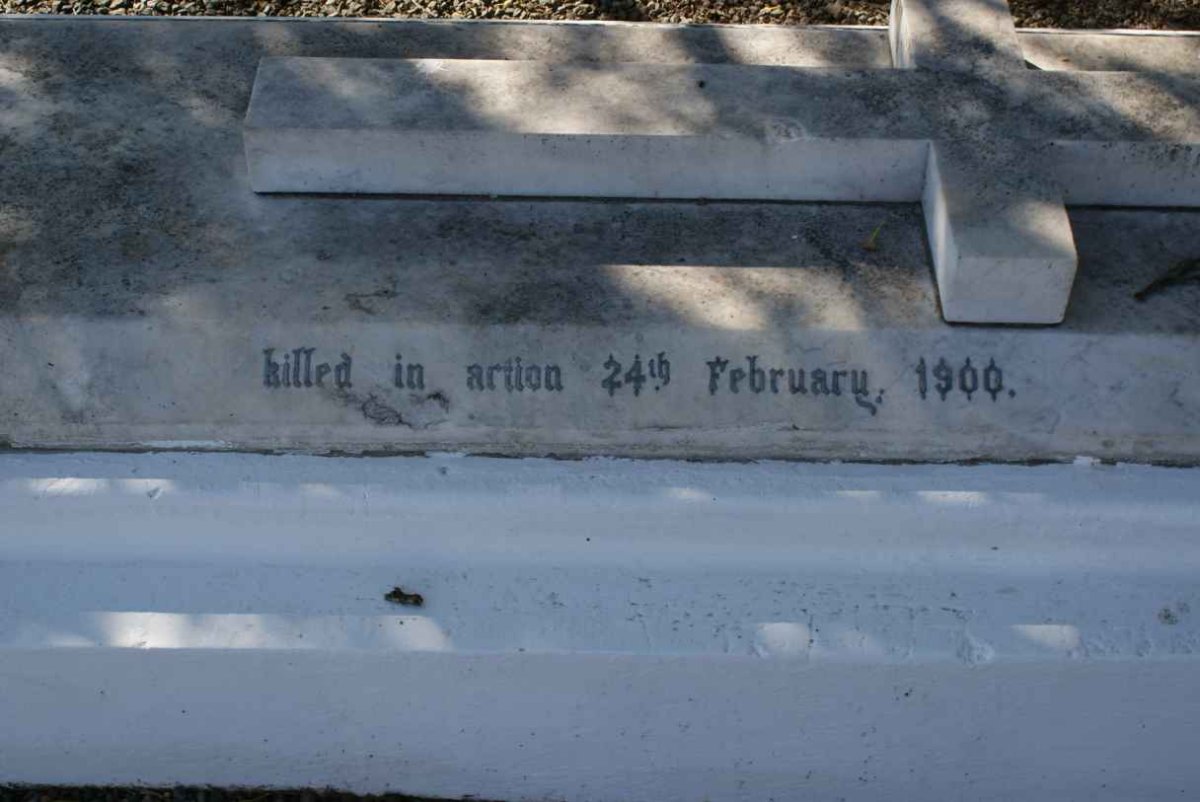 killed in action 24th February, 1900.